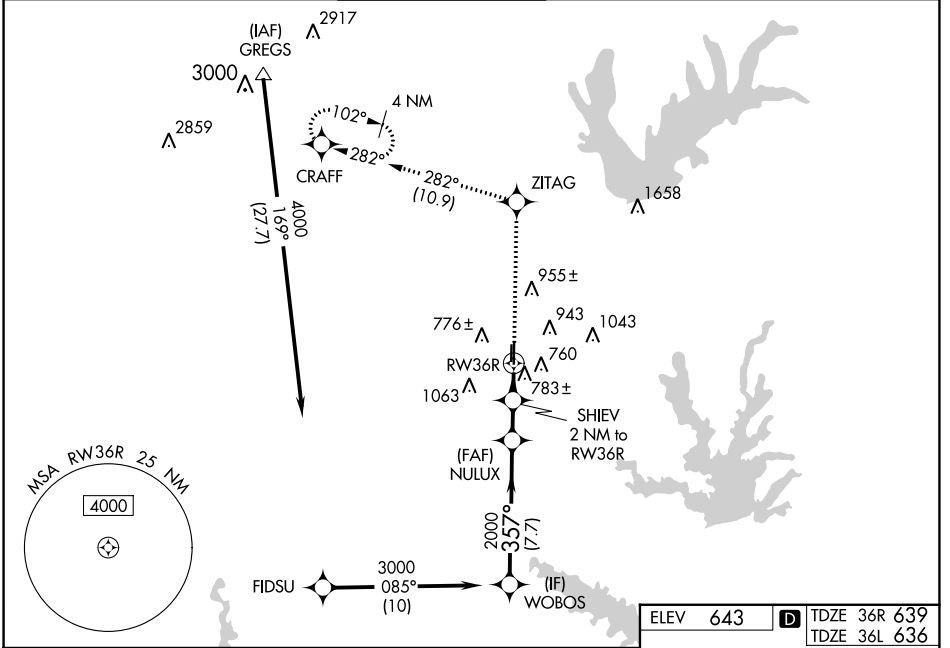 2917
(IAF)
GREGS
3000
2859
4 NM
102°
282°
CRAFF
282°
(10.9)
ZITAG
1658
4000
169°
(27.7)
955±
943
1043
776±
760
RW36R
783±
1063
SHIEV
2 NM to
RW36R
(FAF)
NULUX
MSA RW36R 25 NM
4000
2000
357°
(7.7)
FIDSU
3000
085°
(10)
(IF)
WOBOS
ELEV 643 D TDZE 36R 639
TDZE 36L 636